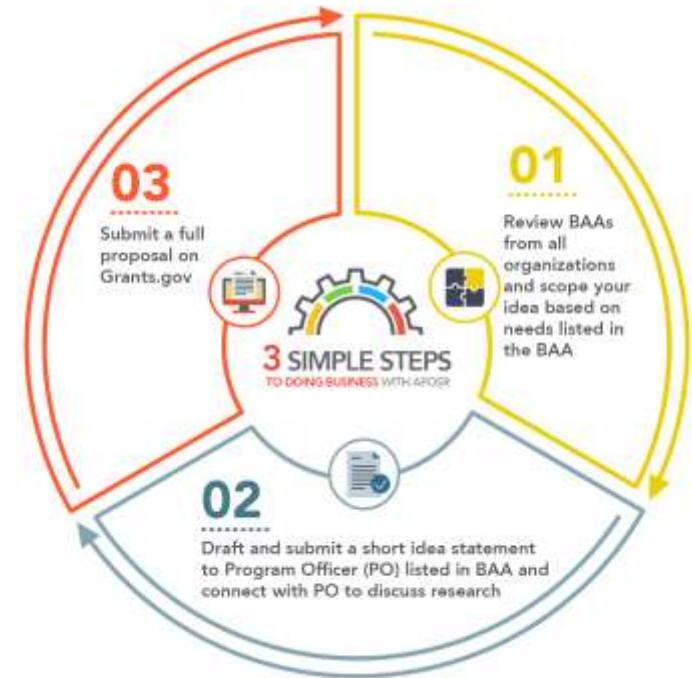 01
Review BAAs
from all
organizations
and scope your
idea based on
needs listed in
the BAA
02
Draft and submit a short idea statement
to Program Officer (PO) listed in BAA and
connect with PO to discuss research
03
Submit a full
proposal on
Grants.gov
3 SIMPLE STEPS
TO DOING BUSINESS WITH AFOSR